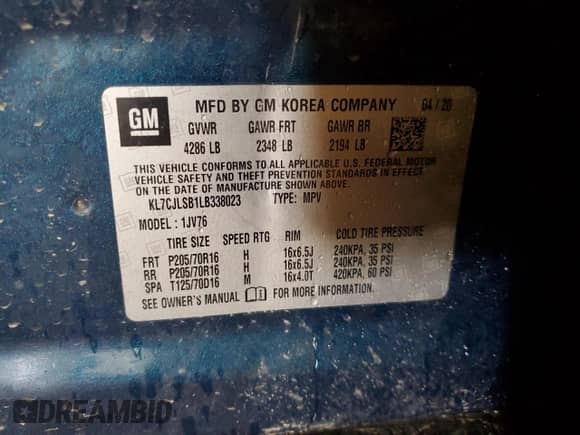 GM
MFD BY GM KOREA COMPANY 04/20
GVWR GAWR FRT GAWR RR
4286 LB 2348 LB 2194 LB
THIS VEHICLE CONFORMS TO ALL APPLICABLE U.S. FEDERAL MOTOR
VEHICLE SAFETY AND THEFT PREVENTION STANDARDS IN
EFFECT ON THE DATE OF MANUFACTURE SHOWN ABOVE.
KL7CJLSB1LB338023 TYPE: MPV
MODEL : 1JV76
TIRE SIZE SPEED RTG RIM COLD TIRE PRESSURE
FRT P205/70R16 H 16x6.5J 240KPA, 35 PSI
RR P205/70R16 H 16x6.5J 240KPA, 35 PSI
SPA T125/70D16 M 16x4.0T 420KPA, 60 PSI
SEE OWNER'S MANUAL FOR MORE INFORMATION.
DREAMBID